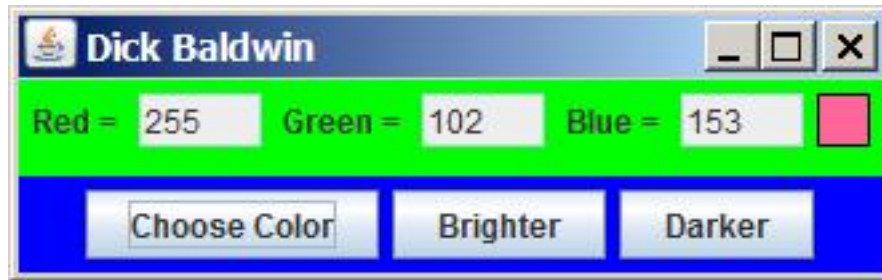 Dick Baldwin
Red = 255 Green = 102 Blue = 153
Choose Color Brighter Darker